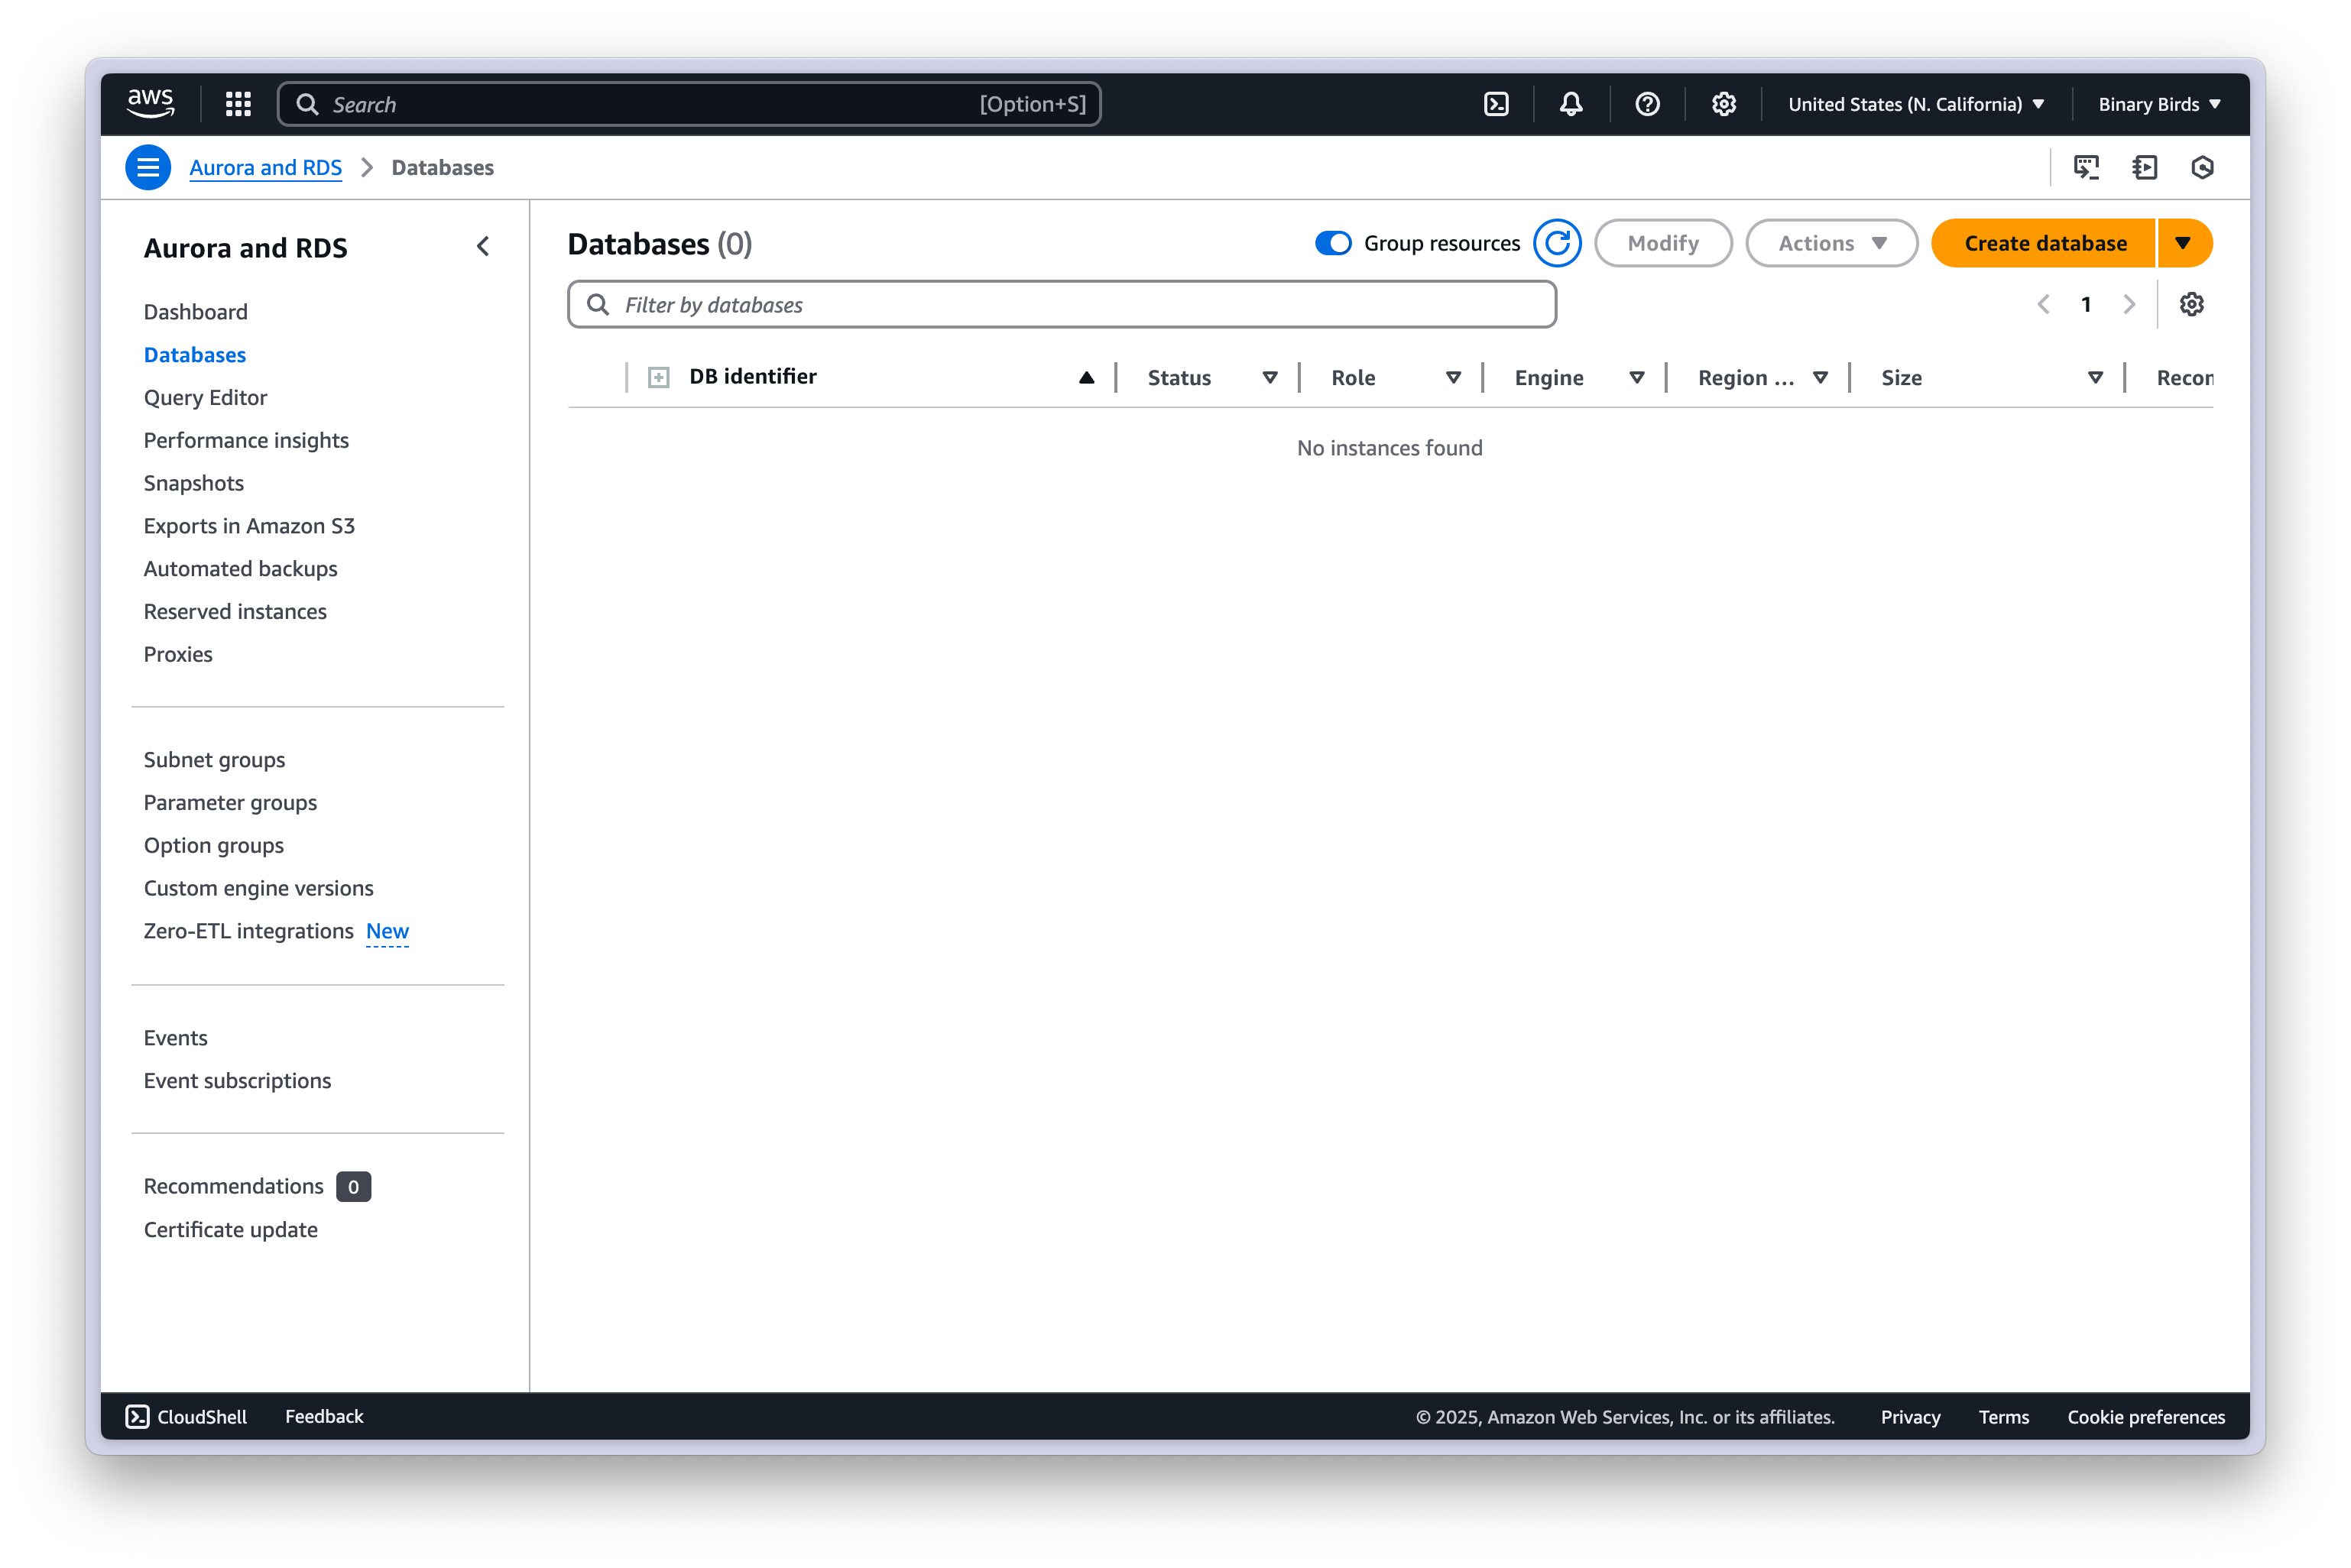 aws
Search [Option+S]
United States (N. California)
Binary Birds
Aurora and RDS
Databases
Aurora and RDS
Dashboard
Databases
Query Editor
Performance insights
Snapshots
Exports in Amazon S3
Automated backups
Reserved instances
Proxies
Subnet groups
Parameter groups
Option groups
Custom engine versions
Zero-ETL integrations New
Events
Event subscriptions
Recommendations 0
Certificate update
Databases (0)
Group resources
Modify
Actions
Create database
Filter by databases
1
DB identifier
Status
Role
Engine
Region ...
Size
Recon
No instances found
CloudShell
Feedback
© 2025, Amazon Web Services, Inc. or its affiliates.
Privacy
Terms
Cookie preferences